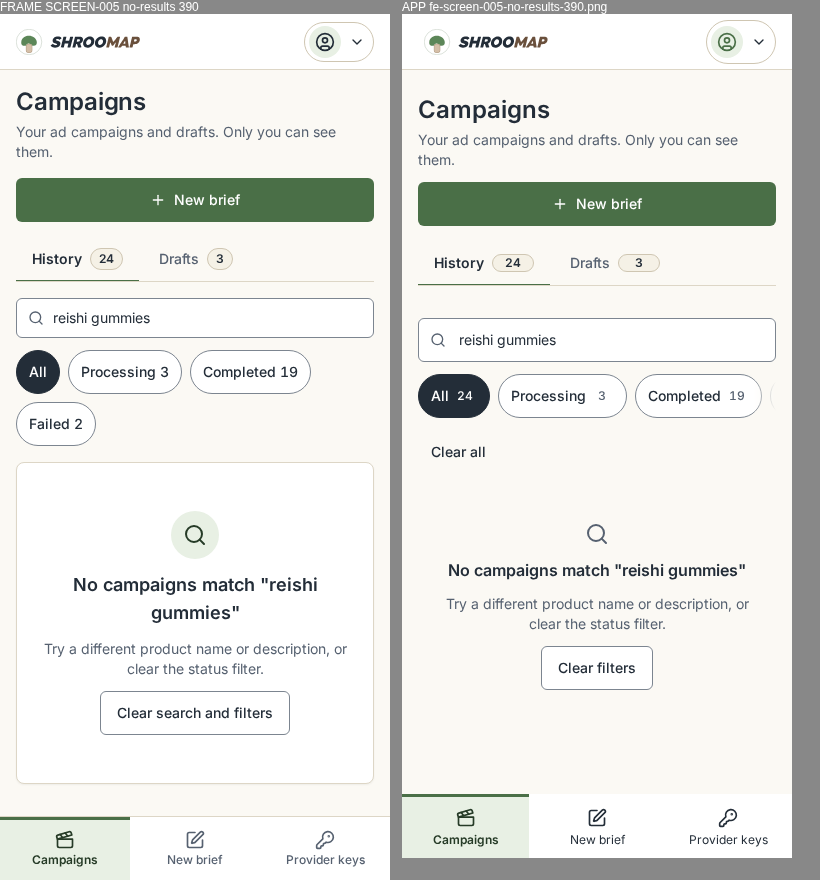 FRAME SCREEN-005 no-results 390
SHROOMAP
Campaigns
Your ad campaigns and drafts. Only you can see
them.
New brief
History 24 Drafts 3
reishi gummies
All Processing 3 Completed 19
Failed 2
No campaigns match "reishi
gummies"
Try a different product name or description, or
clear the status filter.
Clear search and filters
Campaigns New brief Provider keys
APP fe-screen-005-no-results-390.png
SHROOMAP
Campaigns
Your ad campaigns and drafts. Only you can see
them.
New brief
History 24 Drafts 3
reishi gummies
All 24 Processing 3 Completed 19
Clear all
No campaigns match "reishi gummies"
Try a different product name or description, or
clear the status filter.
Clear filters
Campaigns New brief Provider keys